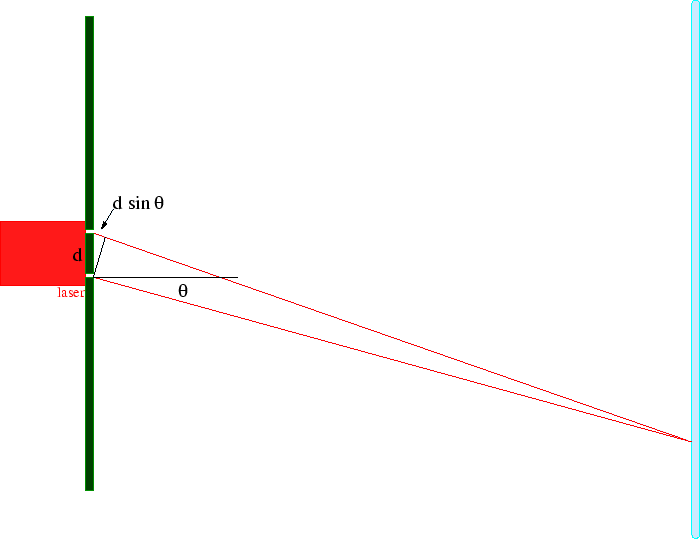 d sin θ
d
θ
laser